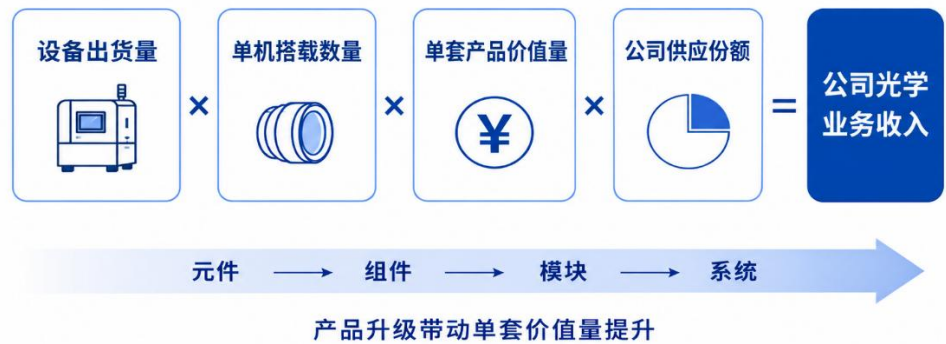 设备出货量
×
单机搭载数量
×
单套产品价值量
¥
×
公司供应份额
=
公司光学
业务收入
元件 → 组件 → 模块 → 系统
产品升级带动单套价值量提升